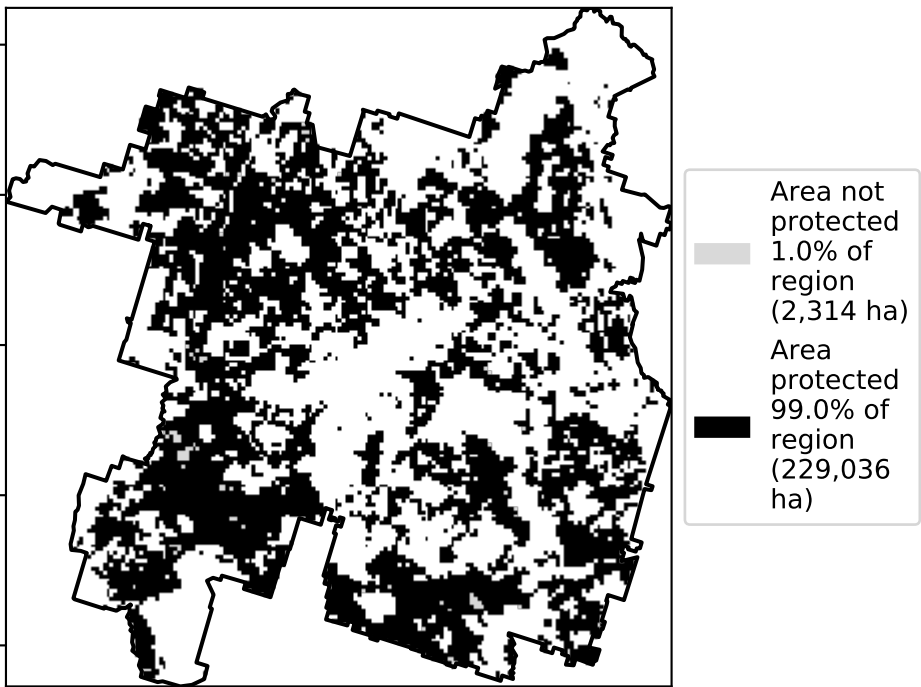 Area not
protected
1.0% of
region
(2,314 ha)
Area
protected
99.0% of
region
(229,036
ha)